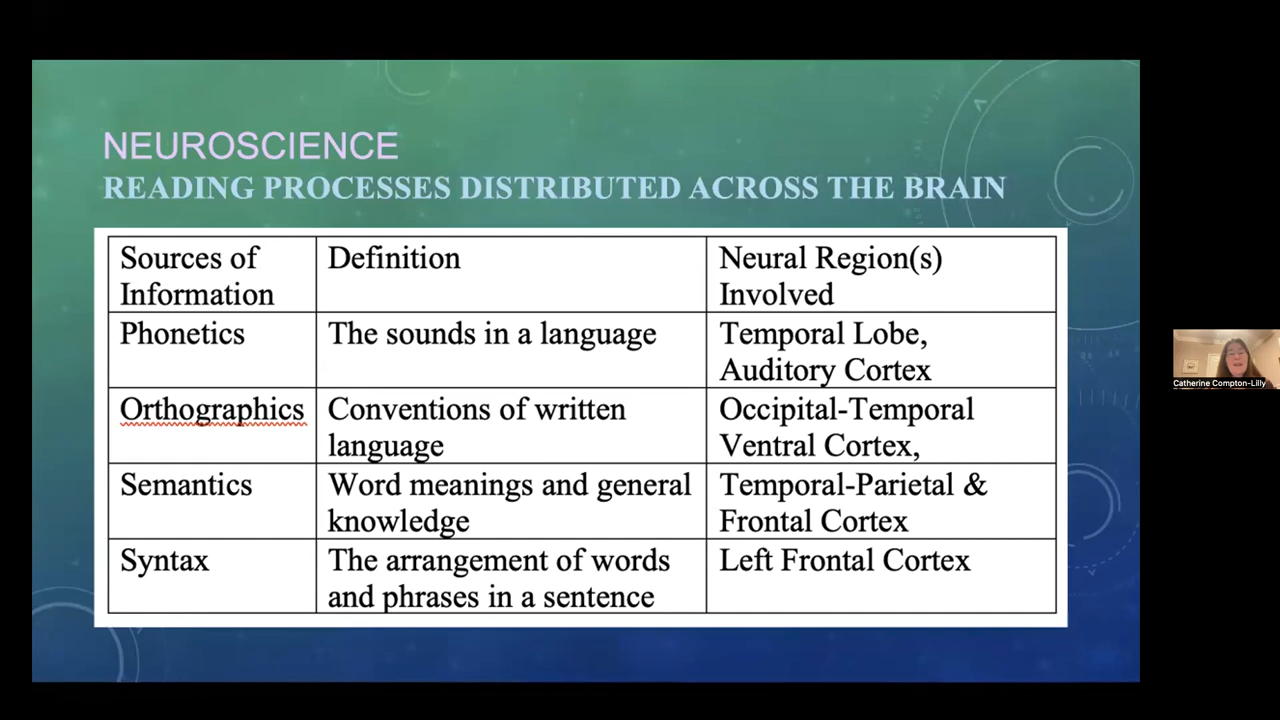 NEUROSCIENCE
READING PROCESSES DISTRIBUTED ACROSS THE BRAIN
Sources of
Information
Definition
Neural Region(s)
Involved
Phonetics
The sounds in a language
Temporal Lobe,
Auditory Cortex
Orthographics
Conventions of written
language
Occipital-Temporal
Ventral Cortex,
Semantics
Word meanings and general
knowledge
Temporal-Parietal &
Frontal Cortex
Syntax
The arrangement of words
and phrases in a sentence
Left Frontal Cortex
Catherine Compton-Lilly